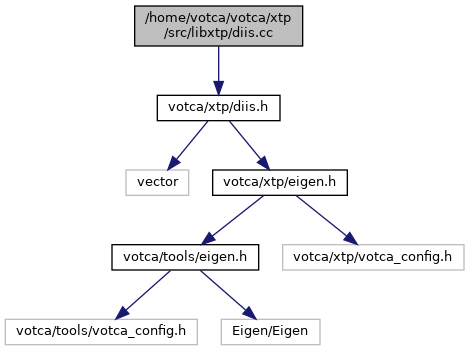 /home/votca/votca/xtp
/src/libxtp/diis.cc
votca/xtp/diis.h
vector
votca/xtp/eigen.h
votca/tools/eigen.h
votca/xtp/votca_config.h
votca/tools/votca_config.h
Eigen/Eigen